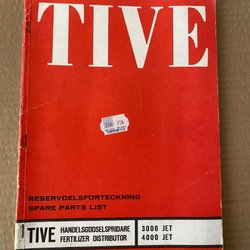 TIVE
RESERVDELSFÖRTECKNING
SPARE PARTS LIST
TIVE
HANDELSGÖDSELSPRIDARE
FERTILIZER DISTRIBUTOR
3000 JET
4000 JET